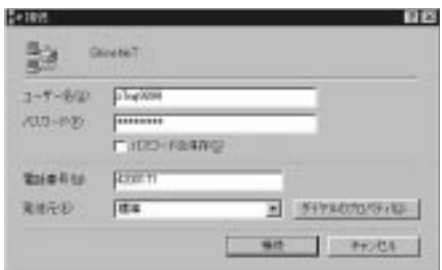 接続
ユーザー名(U)
パスワード(P)
*********
パスワードの保存(S)
電話番号(N)
発信元(L)
標準
ダイヤルのプロパティ(D)...
接続
キャンセル